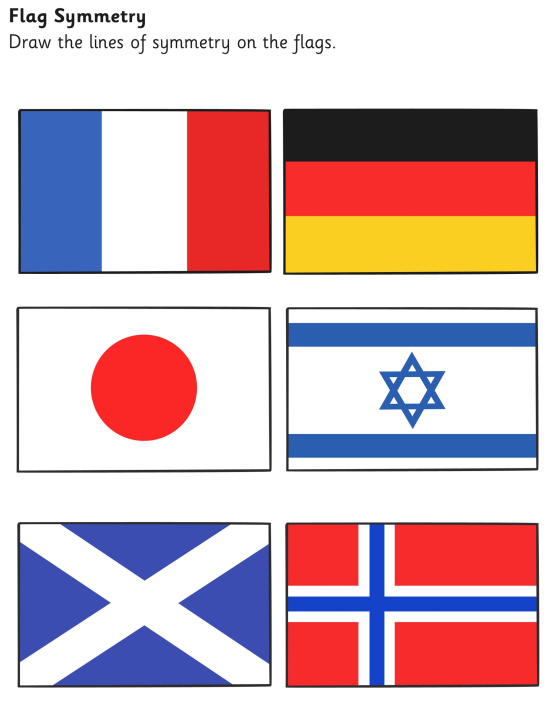 Flag Symmetry
Draw the lines of symmetry on the flags.